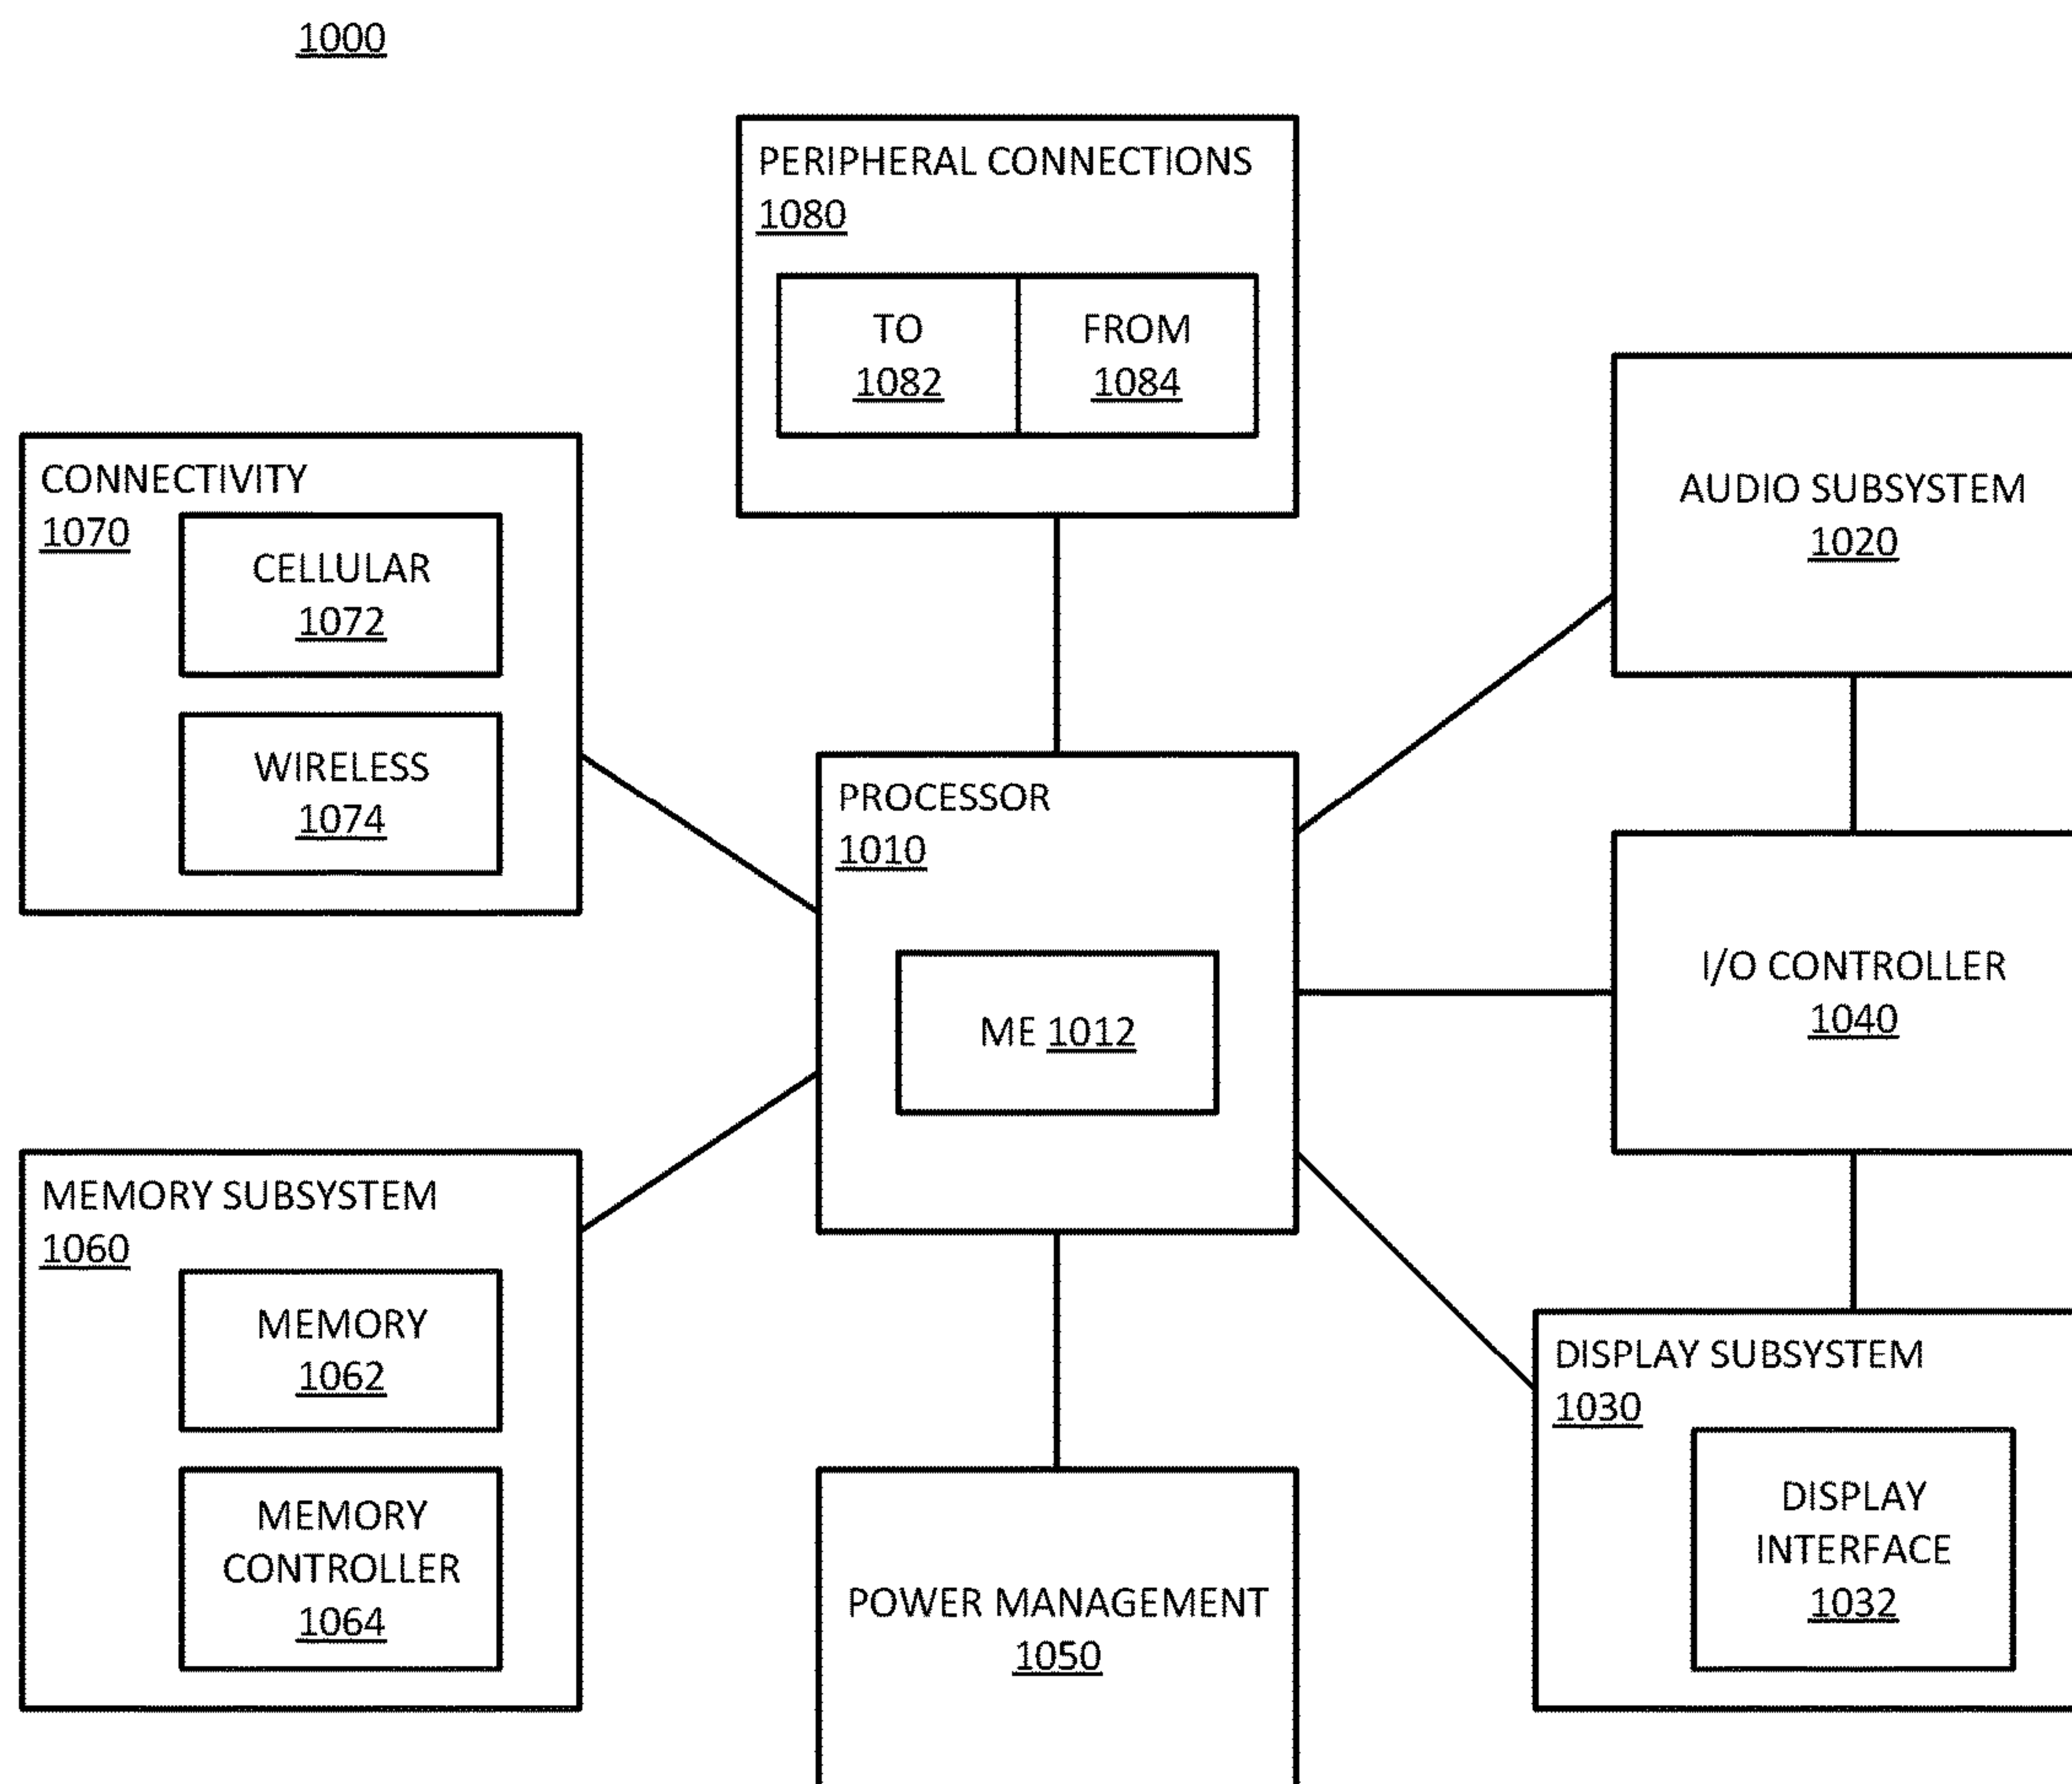 1000
PERIPHERAL CONNECTIONS
1080
TO
1082
FROM
1084
CONNECTIVITY
1070
CELLULAR
1072
WIRELESS
1074
AUDIO SUBSYSTEM
1020
PROCESSOR
1010
ME 1012
I/O CONTROLLER
1040
MEMORY SUBSYSTEM
1060
MEMORY
1062
MEMORY
CONTROLLER
1064
POWER MANAGEMENT
1050
DISPLAY SUBSYSTEM
1030
DISPLAY
INTERFACE
1032